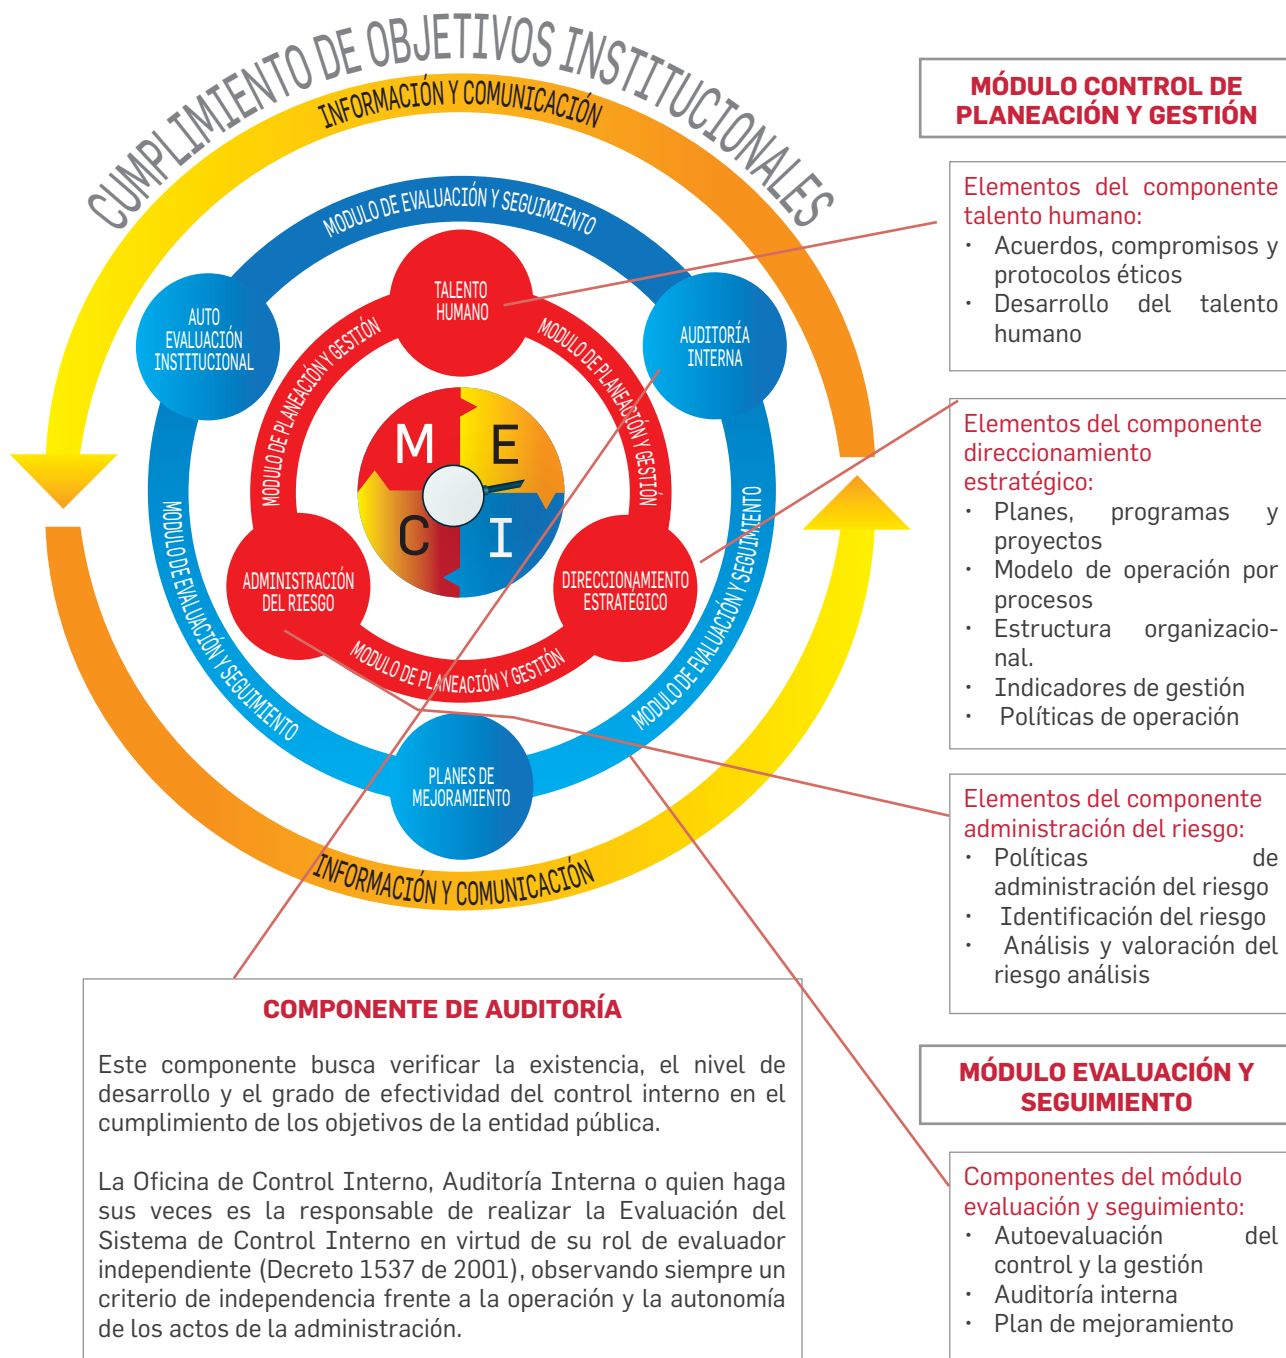 CUMPLIMIENTO DE OBJETIVOS INSTITUCIONALES
INFORMACIÓN Y COMUNICACIÓN
MODULO DE EVALUACIÓN Y SEGUIMIENTO
TALENTO
HUMANO
AUTO
EVALUACIÓN
INSTITUCIONAL
AUDITORÍA
INTERNA
MODULO DE PLANEACIÓN Y GESTIÓN
MODULO DE PLANEACIÓN Y GESTIÓN
M
E
C
I
MODULO DE EVALUACIÓN Y SEGUIMIENTO
MODULO DE EVALUACIÓN Y SEGUIMIENTO
ADMINISTRACIÓN
DEL RIESGO
DIRECCIONAMIENTO
ESTRATÉGICO
MODULO DE PLANEACIÓN Y GESTIÓN
PLANES DE
MEJORAMIENTO
INFORMACIÓN Y COMUNICACIÓN
MÓDULO CONTROL DE
PLANEACIÓN Y GESTIÓN
Elementos del componente
talento humano:
• Acuerdos, compromisos y
protocolos éticos
• Desarrollo del talento
humano
Elementos del componente
direccionamiento
estratégico:
• Planes, programas y
proyectos
• Modelo de operación por
procesos
• Estructura organizacio-
nal.
• Indicadores de gestión
• Políticas de operación
Elementos del componente
administración del riesgo:
• Políticas de
administración del riesgo
• Identificación del riesgo
• Análisis y valoración del
riesgo análisis
MÓDULO EVALUACIÓN Y
SEGUIMIENTO
Componentes del módulo
evaluación y seguimiento:
• Autoevaluación del
control y la gestión
• Auditoría interna
• Plan de mejoramiento
COMPONENTE DE AUDITORÍA
Este componente busca verificar la existencia, el nivel de
desarrollo y el grado de efectividad del control interno en el
cumplimiento de los objetivos de la entidad pública.
La Oficina de Control Interno, Auditoría Interna o quien haga
sus veces es la responsable de realizar la Evaluación del
Sistema de Control Interno en virtud de su rol de evaluador
independiente (Decreto 1537 de 2001), observando siempre un
criterio de independencia frente a la operación y la autonomía
de los actos de la administración.